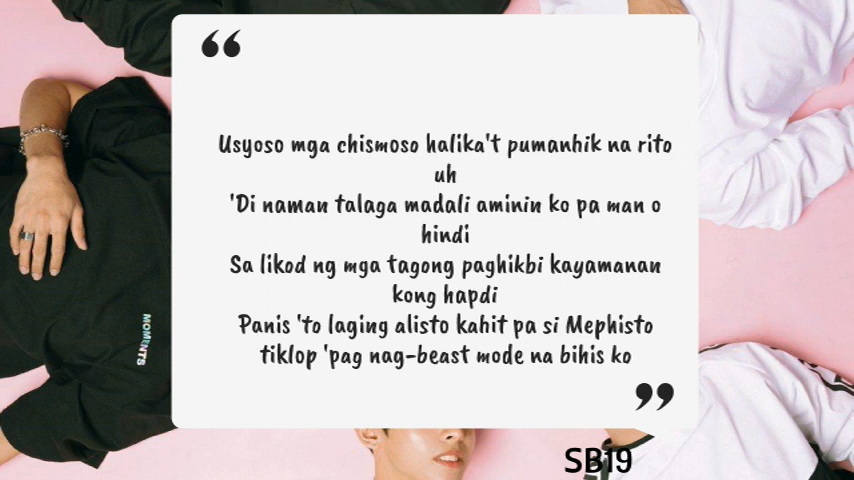 “
Usyoso mga chismoso halika't pumanhik na rito
uh
'Di naman talaga madali aminin ko pa man o
hindi
Sa likod ng mga tagong paghikbi kayamanan
kong hapdi
Panis 'to laging alisto kahit pa si Mephisto
tiklop 'pag nag-beast mode na bihis ko
”
MOMENTS
SB19